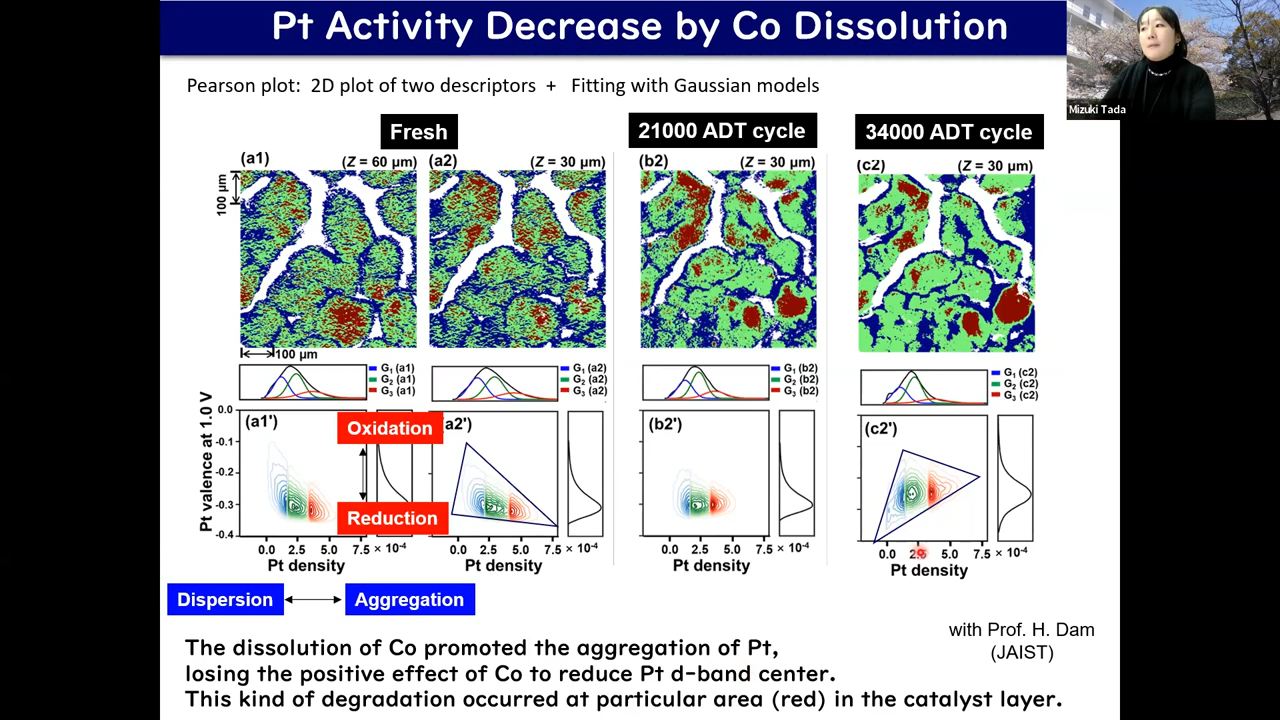 Pt Activity Decrease by Co Dissolution
Mizuki Tada
Pearson plot: 2D plot of two descriptors + Fitting with Gaussian models
Fresh
21000 ADT cycle
34000 ADT cycle
(a1) (Z = 60 μm)
(a2) (Z = 30 μm)
(b2) (Z = 30 μm)
(c2) (Z = 30 μm)
100 μm
100 μm
G1 (a1)
G2 (a1)
G3 (a1)
G1 (a2)
G2 (a2)
G3 (a2)
G1 (b2)
G2 (b2)
G3 (b2)
G1 (c2)
G2 (c2)
G3 (c2)
Pt valence at 1.0 V
0.0
-0.1
-0.2
-0.3
-0.4
(a1')
Oxidation
Reduction
a2')
(b2')
(c2')
0.0 2.5 5.0 7.5 × 10-4
Pt density
0.0 2.5 5.0 7.5 × 10-4
Pt density
0.0 2.5 5.0 7.5 × 10-4
Pt density
0.0 2.5 5.0 7.5 × 10-4
Pt density
Dispersion
Aggregation
with Prof. H. Dam
(JAIST)
The dissolution of Co promoted the aggregation of Pt,
losing the positive effect of Co to reduce Pt d-band center.
This kind of degradation occurred at particular area (red) in the catalyst layer.